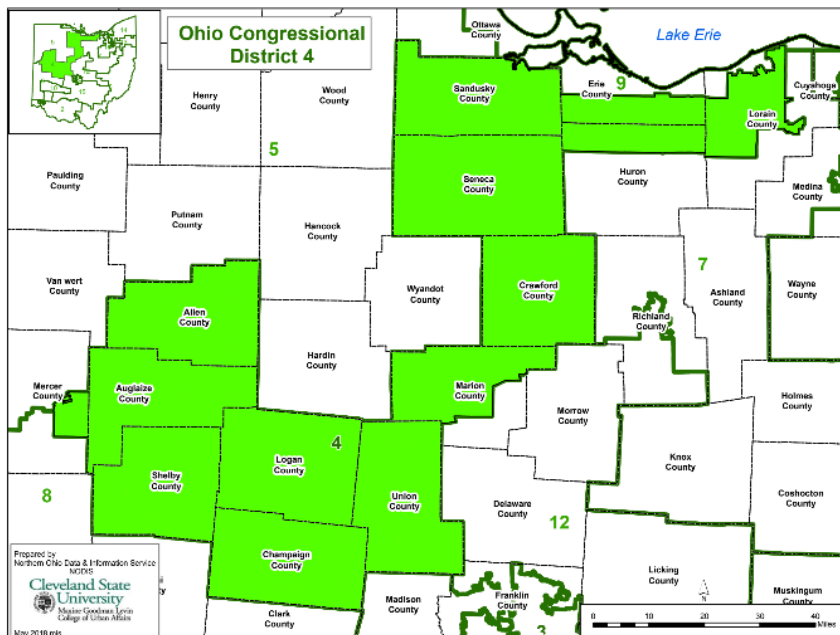 Ohio Congressional
District 4
Lake Erie
Ottawa
County
Henry
County
Wood
County
Sandusky
County
Erie
County
9
Lorain
County
Cuyahoga
County
5
Paulding
County
Seneca
County
Huron
County
Medina
County
Putnam
County
Hancock
County
Van wert
County
Wyandot
County
Crawford
County
7
Ashland
County
Wayne
County
Allen
County
Richland
County
Hardin
County
Mercer
County
Auglaize
County
Marion
County
Morrow
County
Holmes
County
4
Logan
County
Knox
County
Shelby
County
Union
County
Delaware
County
12
Coshocton
County
8
Champaign
County
Licking
County
Muskingum
County
Clark
County
Madison
County
Franklin
County
3
Prepared by
Northern Ohio Data & Information Service
NODIS
Cleveland State
University
Maxine Goodman Levin
College of Urban Affairs
May 2018 mis
0 10 20 30 40
Miles